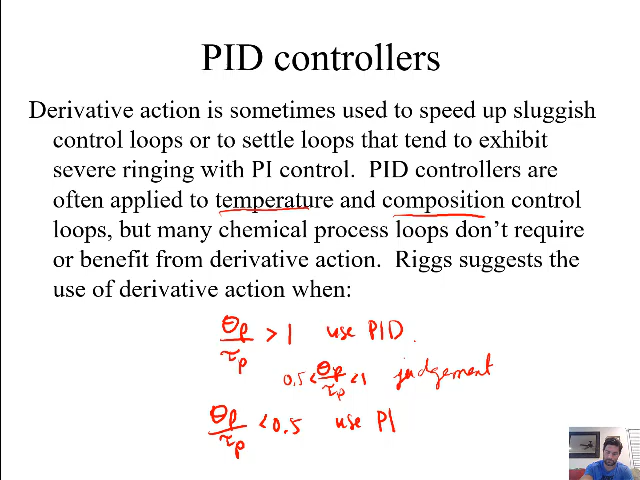 PID controllers
Derivative action is sometimes used to speed up sluggish
control loops or to settle loops that tend to exhibit
severe ringing with PI control.  PID controllers are
often applied to temperature and composition control
loops, but many chemical process loops don't require
or benefit from derivative action.  Riggs suggests the
use of derivative action when:
θp/τp > 1 use PID.
0.5 < θp/τp < 1 judgement
θp/τp < 0.5 use PI